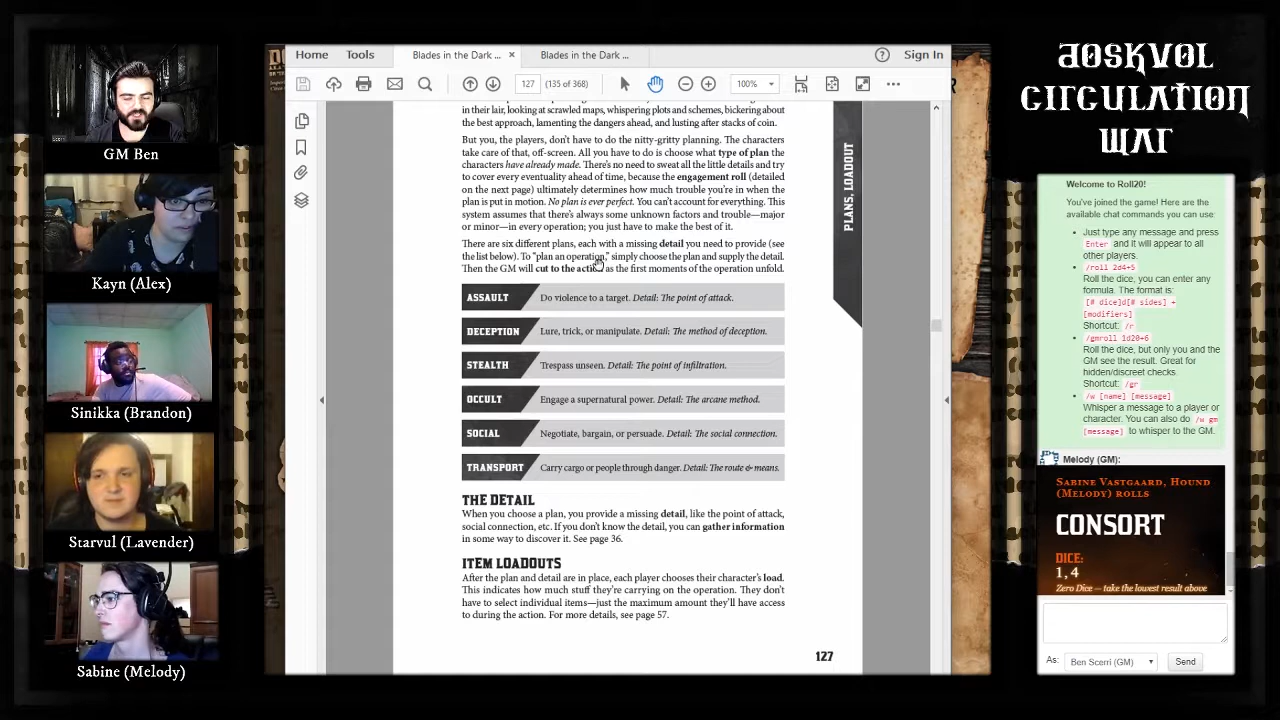 GM Ben
Kayn (Alex)
Sinikka (Brandon)
Starvul (Lavender)
Sabine (Melody)
Home
Tools
Blades in the Dark ...
Blades in the Dark ...
Sign In
127
(135 of 368)
100%
in their lair, looking at scrawled maps, whispering plots and schemes, bickering about
the best approach, lamenting the dangers ahead, and lusting after stacks of coin.
But you, the players, don't have to do the nitty-gritty planning. The characters
take care of that, off-screen. All you have to do is choose what type of plan the
characters have already made. There's no need to sweat all the little details and try
to cover every eventuality ahead of time, because the engagement roll (detailed
on the next page) ultimately determines how much trouble you're in when the
plan is put in motion. No plan is ever perfect. You can't account for everything. This
system assumes that there's always some unknown factors and trouble—major
or minor—in every operation; you just have to make the best of it.
There are six different plans, each with a missing detail you need to provide (see
the list below). To "plan an operation," simply choose the plan and supply the detail.
Then the GM will cut to the action as the first moments of the operation unfold.
ASSAULT Do violence to a target. Detail: The point of attack.
DECEPTION Lure, trick, or manipulate. Detail: The method of deception.
STEALTH Trespass unseen. Detail: The point of infiltration.
OCCULT Engage a supernatural power. Detail: The arcane method.
SOCIAL Negotiate, bargain, or persuade. Detail: The social connection.
TRANSPORT Carry cargo or people through danger. Detail: The route & means.
THE DETAIL
When you choose a plan, you provide a missing detail, like the point of attack,
social connection, etc. If you don't know the detail, you can gather information
in some way to discover it. See page 36.
ITEM LOADOUTS
After the plan and detail are in place, each player chooses their character's load.
This indicates how much stuff they're carrying on the operation. They don't
have to select individual items—just the maximum amount they'll have access
to during the action. For more details, see page 57.
127
PLANS, LOADOUT
DOSKVOL
CIRCULATION
WAR
Welcome to Roll20!
You've joined the game! Here are the
available chat commands you can use:
Just type any message and press
Enter and it will appear to all
other players.
/roll 2d4+5
Roll the dice, you can enter any
formula. The format is:
[# dice]d[# sides] +
[modifiers]
Shortcut: /r
/gmroll 1d20+6
Roll the dice, but only you and the
GM see the result. Great for
hidden/discreet checks.
Shortcut: /gr
/w [name] [message]
Whisper a message to a player or
character. You can also do /w gm
[message] to whisper to the GM.
Melody (GM):
SABINE VASTGAARD, HOUND
(MELODY) ROLLS
CONSORT
DICE:
1, 4
Zero Dice — take the lowest result above
As:
Ben Scerri (GM)
Send